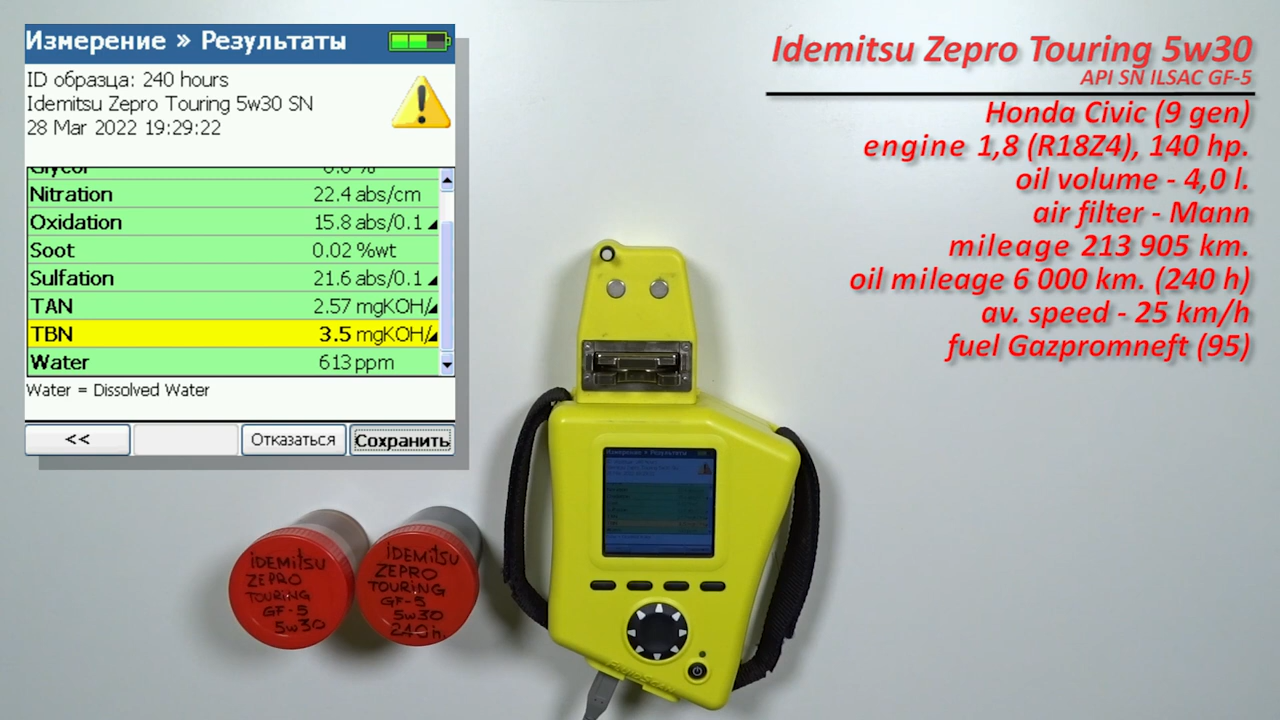 Измерение » Результаты
ID образца: 240 hours
Idemitsu Zepro Touring 5w30 SN
28 Mar 2022 19:29:22
Glycol 0.0 %
Nitration 22.4 abs/cm
Oxidation 15.8 abs/0.1
Soot 0.02 %wt
Sulfation 21.6 abs/0.1
TAN 2.57 mgKOH/
TBN 3.5 mgKOH/
Water 613 ppm
Water = Dissolved Water
<<
Отказаться
Сохранить
Idemitsu Zepro Touring 5w30
API SN ILSAC GF-5
Honda Civic (9 gen)
engine 1,8 (R18Z4), 140 hp.
oil volume - 4,0 l.
air filter - Mann
mileage 213 905 km.
oil mileage 6 000 km. (240 h)
av. speed - 25 km/h
fuel Gazpromneft (95)
IDEMITSU
ZEPRO
TOURING
GF-5
5W30
IDEMITSU
ZEPRO
TOURING
GF-5
5W30
240 h.
Измерение » Результаты